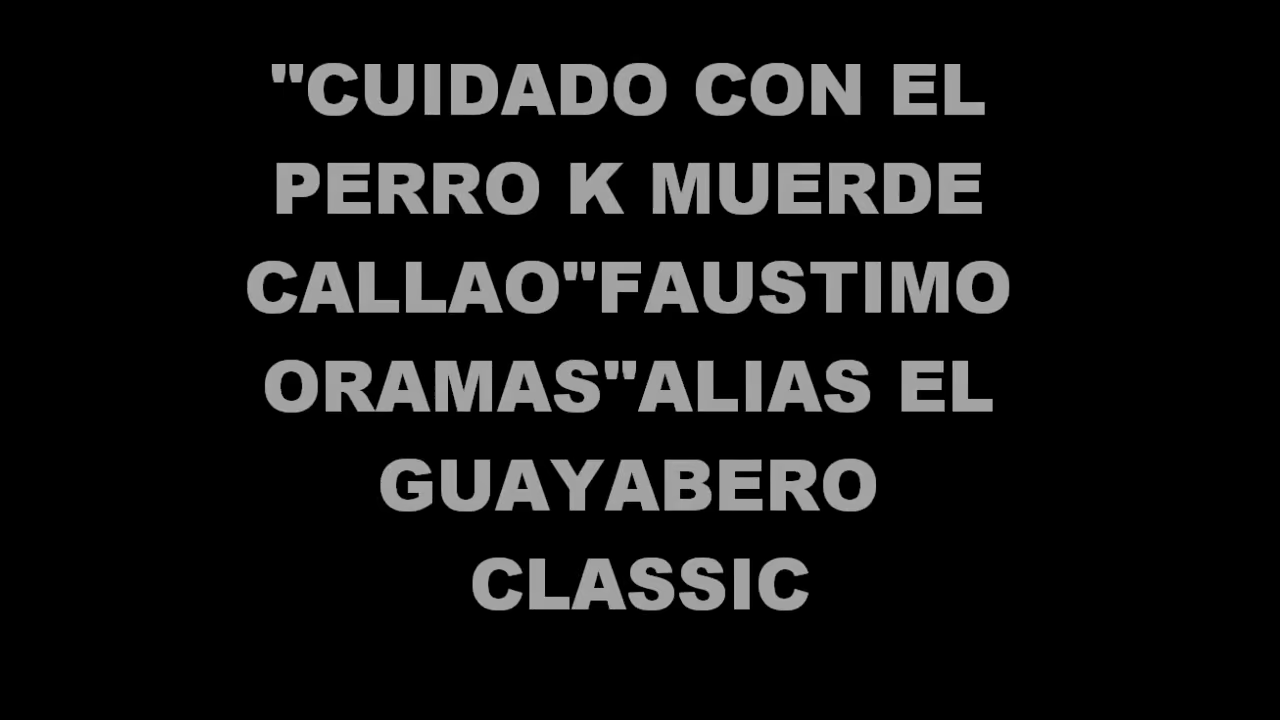 "CUIDADO CON EL
PERRO K MUERDE
CALLAO"FAUSTIMO
ORAMAS"ALIAS EL
GUAYABERO
CLASSIC